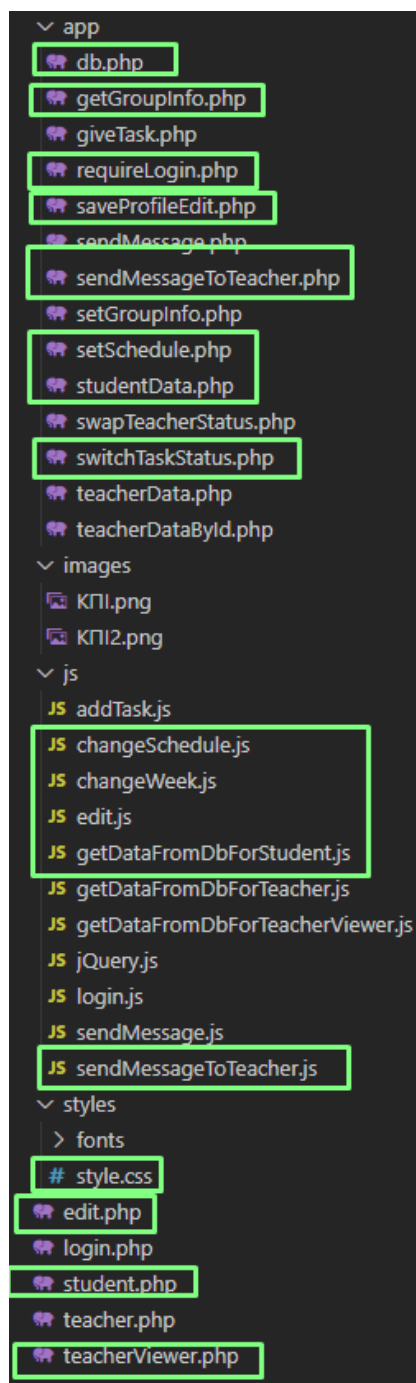 app
db.php
getGroupInfo.php
giveTask.php
requireLogin.php
saveProfileEdit.php
sendMessage.php
sendMessageToTeacher.php
setGroupInfo.php
setSchedule.php
studentData.php
swapTeacherStatus.php
switchTaskStatus.php
teacherData.php
teacherDataById.php
images
КПІ.png
КПІ2.png
js
JS addTask.js
JS changeSchedule.js
JS changeWeek.js
JS edit.js
JS getDataFromDbForStudent.js
JS getDataFromDbForTeacher.js
JS getDataFromDbForTeacherViewer.js
JS jQuery.js
JS login.js
JS sendMessage.js
JS sendMessageToTeacher.js
styles
fonts
# style.css
edit.php
login.php
student.php
teacher.php
teacherViewer.php